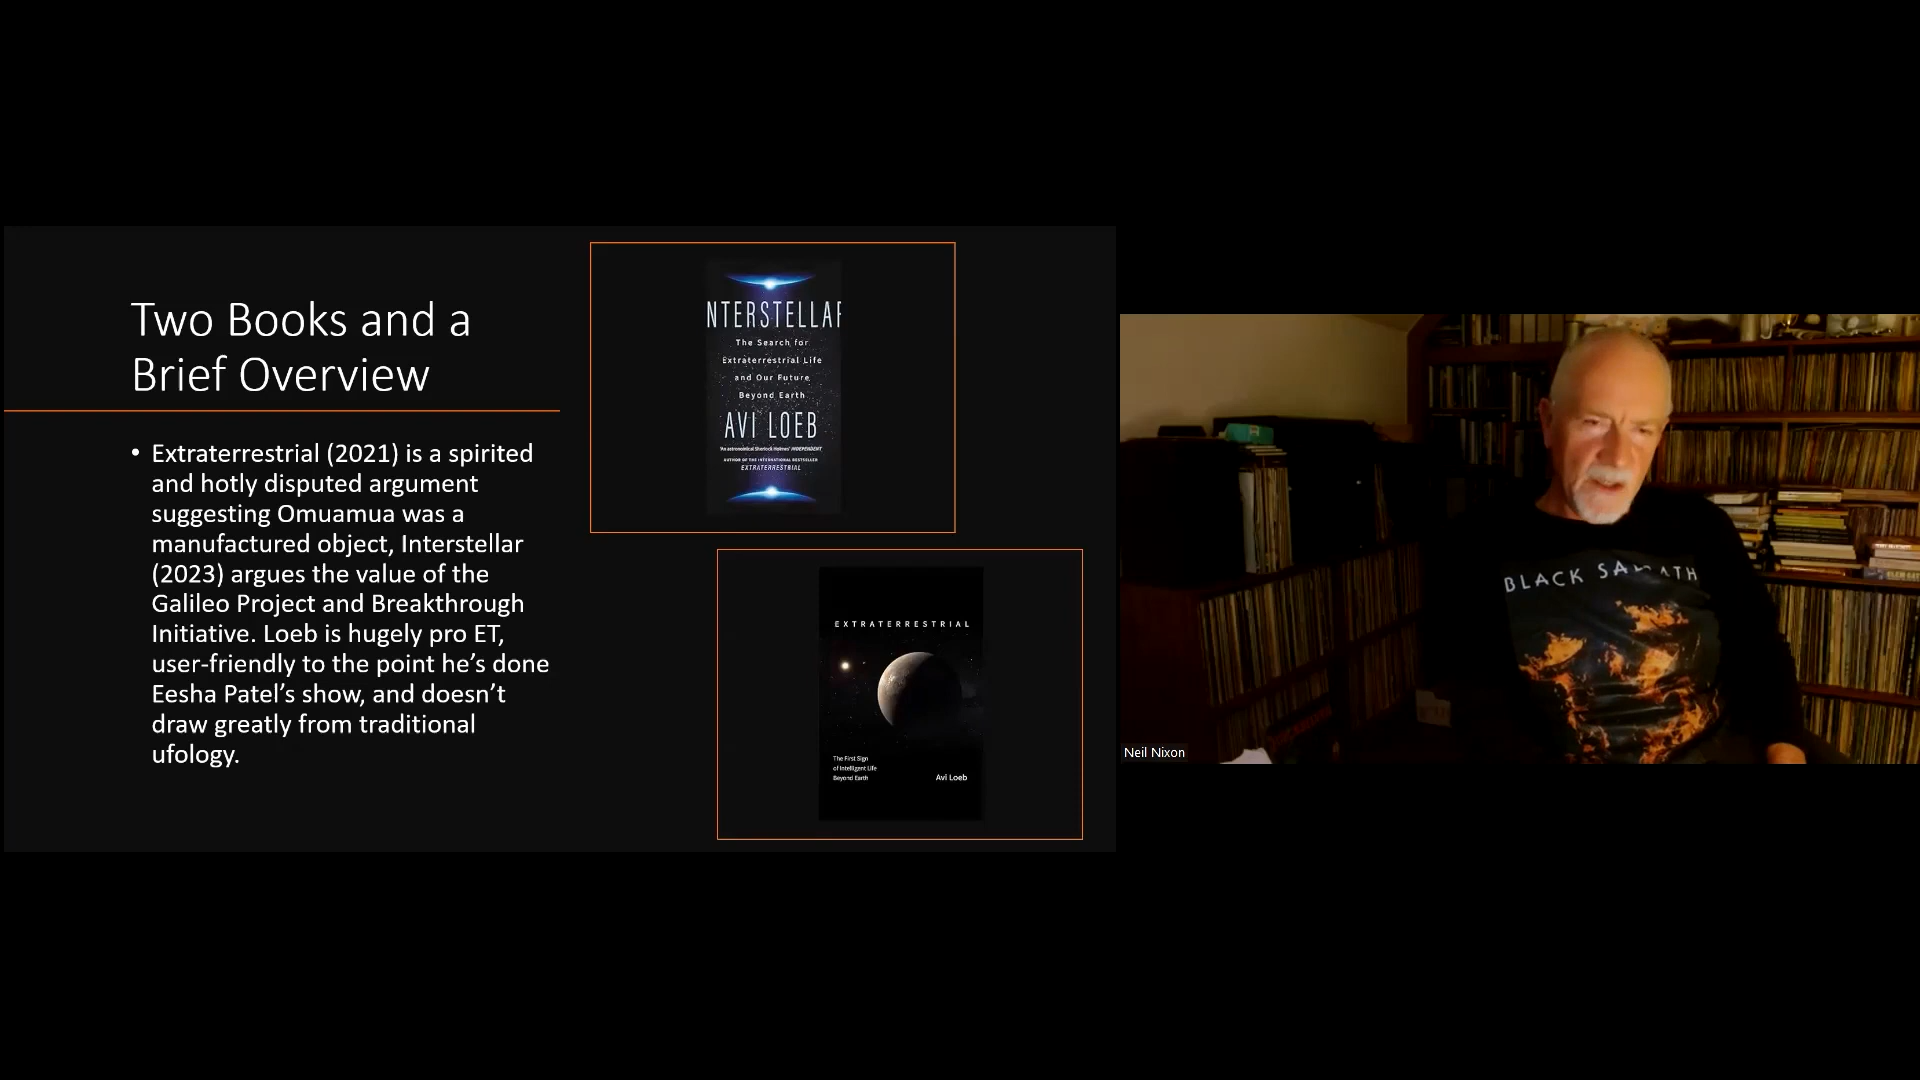 Two Books and a
Brief Overview
• Extraterrestrial (2021) is a spirited
and hotly disputed argument
suggesting Omuamua was a
manufactured object, Interstellar
(2023) argues the value of the
Galileo Project and Breakthrough
Initiative. Loeb is hugely pro ET,
user-friendly to the point he’s done
Eesha Patel’s show, and doesn’t
draw greatly from traditional
ufology.
NTERSTELLAR
The Search for
Extraterrestrial Life
and Our Future
Beyond Earth
AVI LOEB
'An astronomical Sherlock Holmes' INDEPENDENT
AUTHOR OF THE INTERNATIONAL BESTSELLER
EXTRATERRESTRIAL
EXTRATERRESTRIAL
The First Sign
of Intelligent Life
Beyond Earth
Avi Loeb
BLACK
Neil Nixon